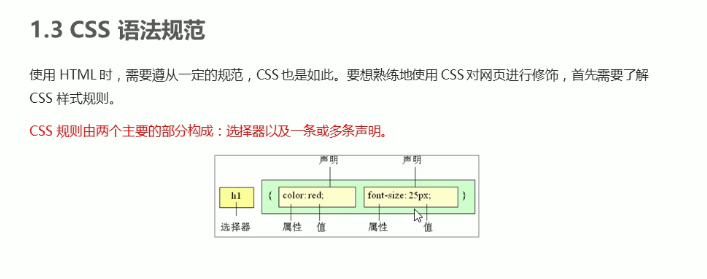 1.3 CSS 语法规范
使用 HTML 时，需要遵从一定的规范，CSS 也是如此。要想熟练地使用 CSS 对网页进行修饰，首先需要了解
CSS 样式规则。
CSS 规则由两个主要的部分构成：选择器以及一条或多条声明。
声明 声明
h1 { color: red; font-size: 25px; }
选择器 属性 值 属性 值